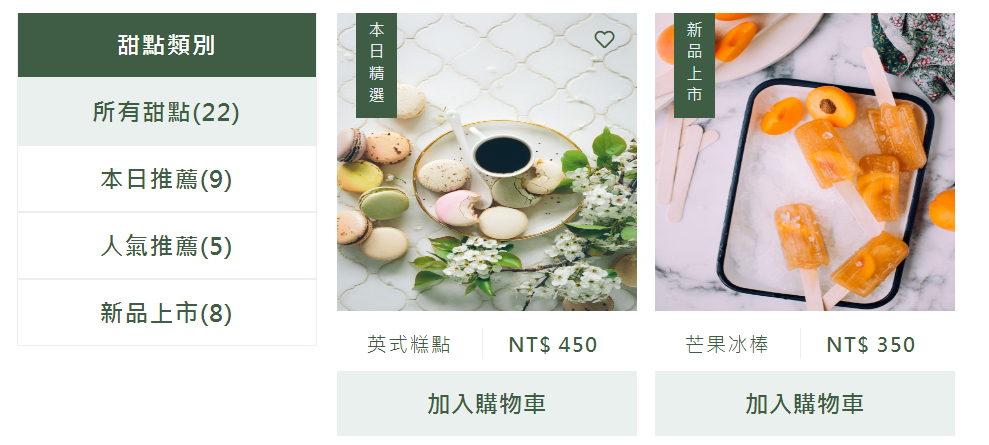 甜點類別
所有甜點(22)
本日推薦(9)
人氣推薦(5)
新品上市(8)
本日精選
英式糕點
NT$ 450
加入購物車
新品上市
芒果冰棒
NT$ 350
加入購物車